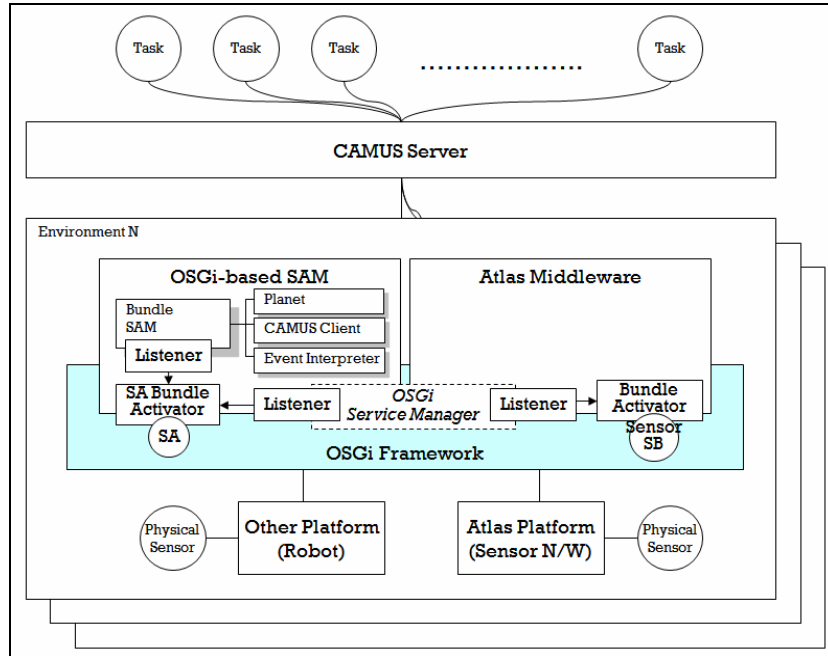 Task
Task
Task
Task
....................
CAMUS Server
Environment N
OSGi-based SAM
Atlas Middleware
Bundle
SAM
Planet
CAMUS Client
Event Interpreter
Listener
SA Bundle
Activator
Listener
OSGi
Service Manager
Listener
Bundle
Activator
SA
Sensor
SB
OSGi Framework
Physical
Sensor
Other Platform
(Robot)
Atlas Platform
(Sensor N/W)
Physical
Sensor